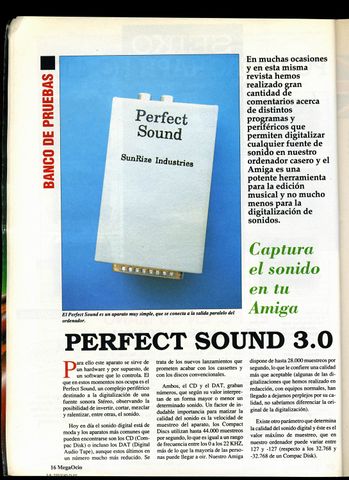 BANCO DE PRUEBAS
Perfect
Sound
SunRize Industries
El Perfect Sound es un aparato muy simple, que se conecta a la salida paralelo del
ordenador.
En muchas ocasiones
y en esta misma
revista hemos
realizado gran
cantidad de
comentarios acerca
de distintos
programas y
periféricos que
permiten digitalizar
cualquier fuente de
sonido en nuestro
ordenador casero y el
Amiga es una
potente herramienta
para la edición
musical y no mucho
menos para la
digitalización de
sonidos.
Captura
el sonido
en tu
Amiga
PERFECT SOUND 3.0
Para ello este aparato se sirve de
un hardware y por supuesto, de
un software que lo controla. El
que en estos momentos nos ocupa es el
Perfect Sound, un complejo periférico
destinado a la digitalización de una
fuente sonora Estéreo, observando la
posibilidad de invertir, cortar, mezclar
y ralentizar, entre otras, el sonido.
Hoy en día el sonido digital está de
moda y los aparatos más comunes que
pueden encontrarse son los CD (Com-
pac Disk) o incluso los DAT (Digital
Audio Tape), aunque estos últimos en
un número mucho más reducido. Se
16 MegaOcio
trata de los nuevos lanzamientos que
prometen acabar con los cassettes y
con los discos convencionales.
Ambos, el CD y el DAT, graban
números, que según su valor interpre-
tan de un forma mayor o menor un
determinado sonido. Un factor de in-
dudable importancia para matizar la
calidad del sonido es la velocidad de
muestreo del aparato, los Compact
Discs utilizan hasta 44.000 muestreos
por segundo, lo que es igual a un rango
de frecuencia entre los 0 a los 22 KHZ,
más de lo que la mayoría de la perso-
nas puede llegar a oir. Nuestro Amiga
dispone de hasta 28.000 muestreos por
segundo, lo que le confiere una calidad
más que aceptable (algunas de las di-
gitalizaciones que hemos realizado en
redacción, con equipos normales, han
llegado a dejarnos perplejos por su ca-
lidad, no sabríamos diferenciar la ori-
ginal de la digitalización).
Existe otro parámetro que determina
la calidad del sonido digital y éste es el
valor máximo de muestreo, que en
nuestro ordenador puede variar entre
127 y -127 (respecto a los 32.768 y
-32.768 de un Compac Disk).